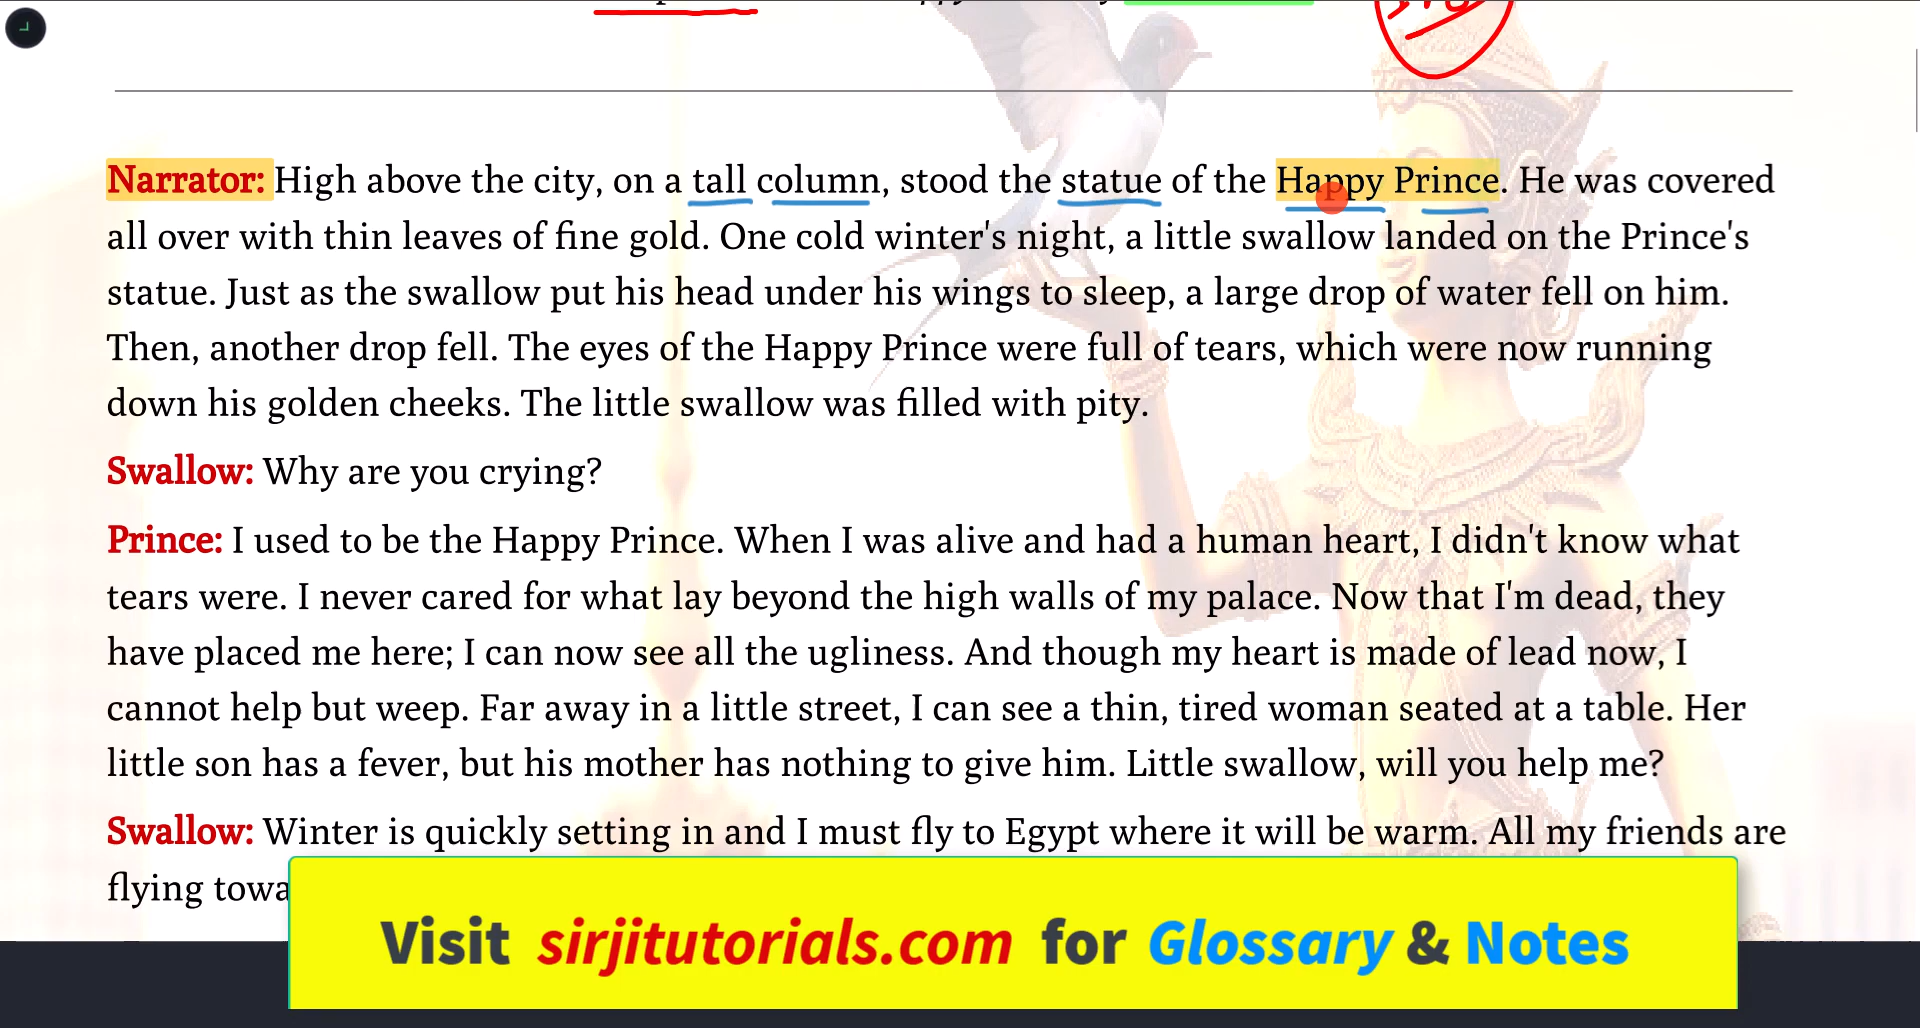 Narrator: High above the city, on a tall column, stood the statue of the Happy Prince. He was covered
all over with thin leaves of fine gold. One cold winter's night, a little swallow landed on the Prince's
statue. Just as the swallow put his head under his wings to sleep, a large drop of water fell on him.
Then, another drop fell. The eyes of the Happy Prince were full of tears, which were now running
down his golden cheeks. The little swallow was filled with pity.
Swallow: Why are you crying?
Prince: I used to be the Happy Prince. When I was alive and had a human heart, I didn't know what
tears were. I never cared for what lay beyond the high walls of my palace. Now that I'm dead, they
have placed me here; I can now see all the ugliness. And though my heart is made of lead now, I
cannot help but weep. Far away in a little street, I can see a thin, tired woman seated at a table. Her
little son has a fever, but his mother has nothing to give him. Little swallow, will you help me?
Swallow: Winter is quickly setting in and I must fly to Egypt where it will be warm. All my friends are
flying
Visit sirjitutorials.com for Glossary & Notes